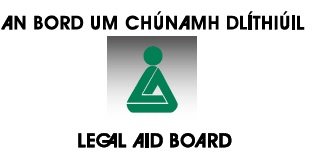 AN BORD UM CHÚNAMH DLÍTHIÚIL
LEGAL AID BOARD